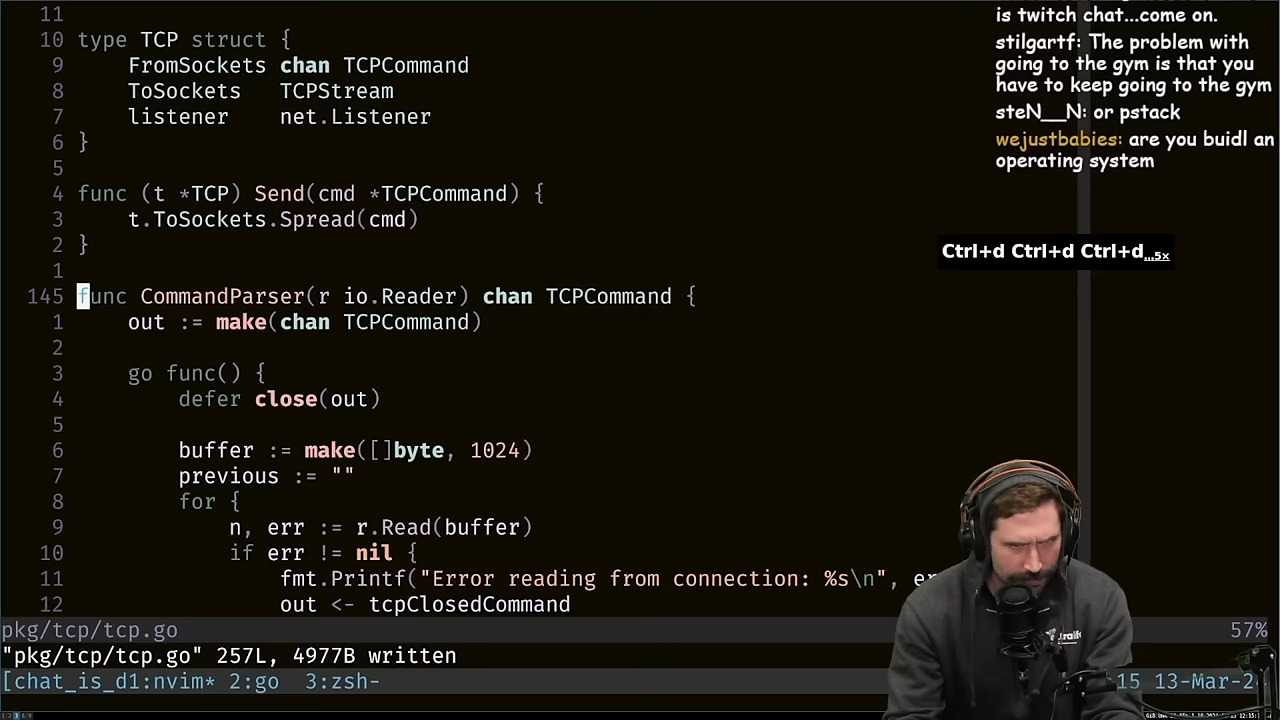 is twitch chat...come on.
stilgartf: The problem with
going to the gym is that you
have to keep going to the gym
steN__N: or pstack
wejustbabies: are you buidl an
operating system
Ctrl+d Ctrl+d Ctrl+d...5x
11
10 type TCP struct {
9 FromSockets chan TCPCommand
8 ToSockets TCPStream
7 listener net.Listener
6 }
5
4 func (t *TCP) Send(cmd *TCPCommand) {
3 t.ToSockets.Spread(cmd)
2 }
1
145 func CommandParser(r io.Reader) chan TCPCommand {
1 out := make(chan TCPCommand)
2
3 go func() {
4 defer close(out)
5
6 buffer := make([]byte, 1024)
7 previous := ""
8 for {
9 n, err := r.Read(buffer)
10 if err != nil {
11 fmt.Printf("Error reading from connection: %s\n", er
12 out <- tcpClosedCommand
pkg/tcp/tcp.go 57%
"pkg/tcp/tcp.go" 257L, 4977B written
[chat_is_d1:nvim* 2:go 3:zsh- 15 13-Mar-2